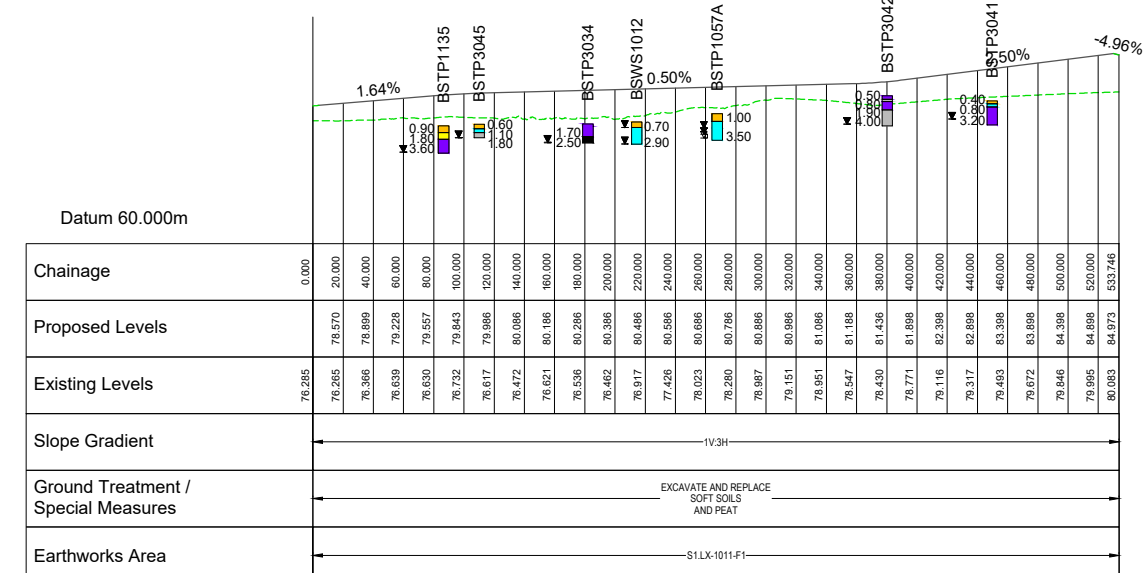 BSTP1135
BSTP3045
BSTP3034
BSWS1012
BSTP1057A
BSTP3042
BSTP3041
1.64%
0.50%
-4.96%
0.90
1.80
3.60
0.60
1.10
1.80
1.70
2.50
0.70
2.90
1.00
3.50
0.50
0.80
1.90
4.00
0.40
0.80
3.20
Datum 60.000m
Chainage 0.000 20.000 40.000 60.000 80.000 100.000 120.000 140.000 160.000 180.000 200.000 220.000 240.000 260.000 280.000 300.000 320.000 340.000 360.000 380.000 400.000 420.000 440.000 460.000 480.000 500.000 520.000 533.746
Proposed Levels 78.570 78.899 79.228 79.557 79.843 79.986 80.086 80.186 80.286 80.386 80.486 80.586 80.686 80.786 80.886 80.986 81.086 81.188 81.436 81.898 82.398 82.898 83.398 83.898 84.398 84.898 84.973
Existing Levels 76.285 76.265 76.366 76.639 76.630 76.732 76.617 76.472 76.621 76.536 76.462 76.917 77.426 78.023 78.280 78.987 79.151 78.951 78.547 78.430 78.771 79.116 79.317 79.493 79.672 79.846 79.995 80.083
Slope Gradient
1V:3H
Ground Treatment /
Special Measures
EXCAVATE AND REPLACE
SOFT SOILS
AND PEAT
Earthworks Area
S1.LX-1011-F1